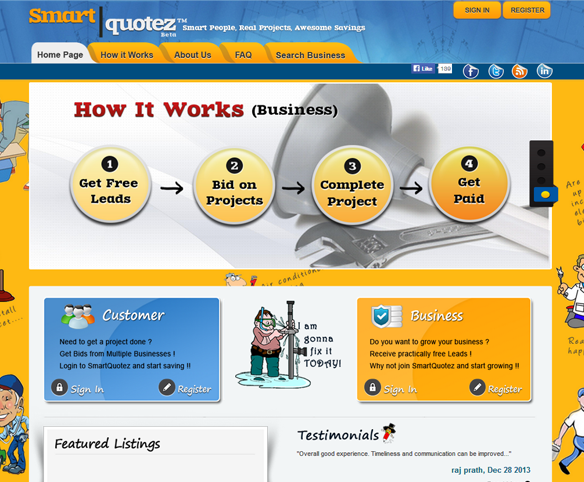 Smart quotez™
Beta
Smart People, Real Projects, Awesome Savings
SIGN IN
REGISTER
Home Page
How it Works
About Us
FAQ
Search Business
Like
How It Works (Business)
1
Get Free
Leads
2
Bid on
Projects
3
Complete
Project
4
Get
Paid
Are
up
Air conditioni
Customer
Need to get a project done ?
Get Bids from Multiple Businesses !
Login to SmartQuotez and start saving !!
Sign In
Register
I am
gonna
fix it
TODAY!
Business
Do you want to grow your business ?
Receive practically free Leads !
Why not join SmartQuotez and start growing !!
Sign In
Register
Featured Listings
Testimonials
"Overall good experience. Timeliness and communication can be improved..."
raj prath, Dec 28 2013